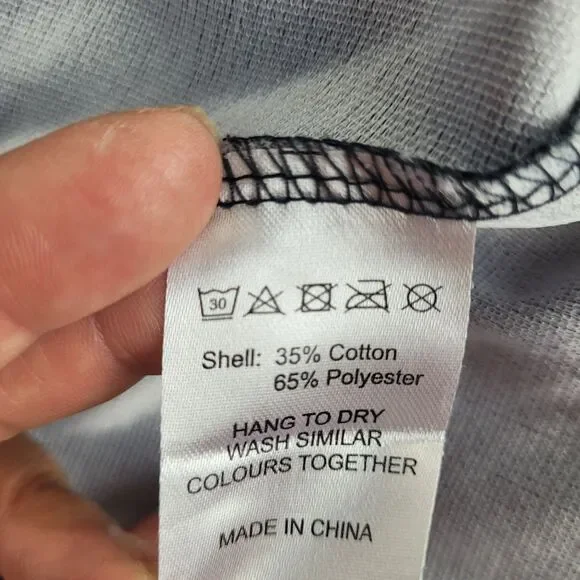 30
Shell: 35% Cotton
65% Polyester
HANG TO DRY
WASH SIMILAR
COLOURS TOGETHER
MADE IN CHINA